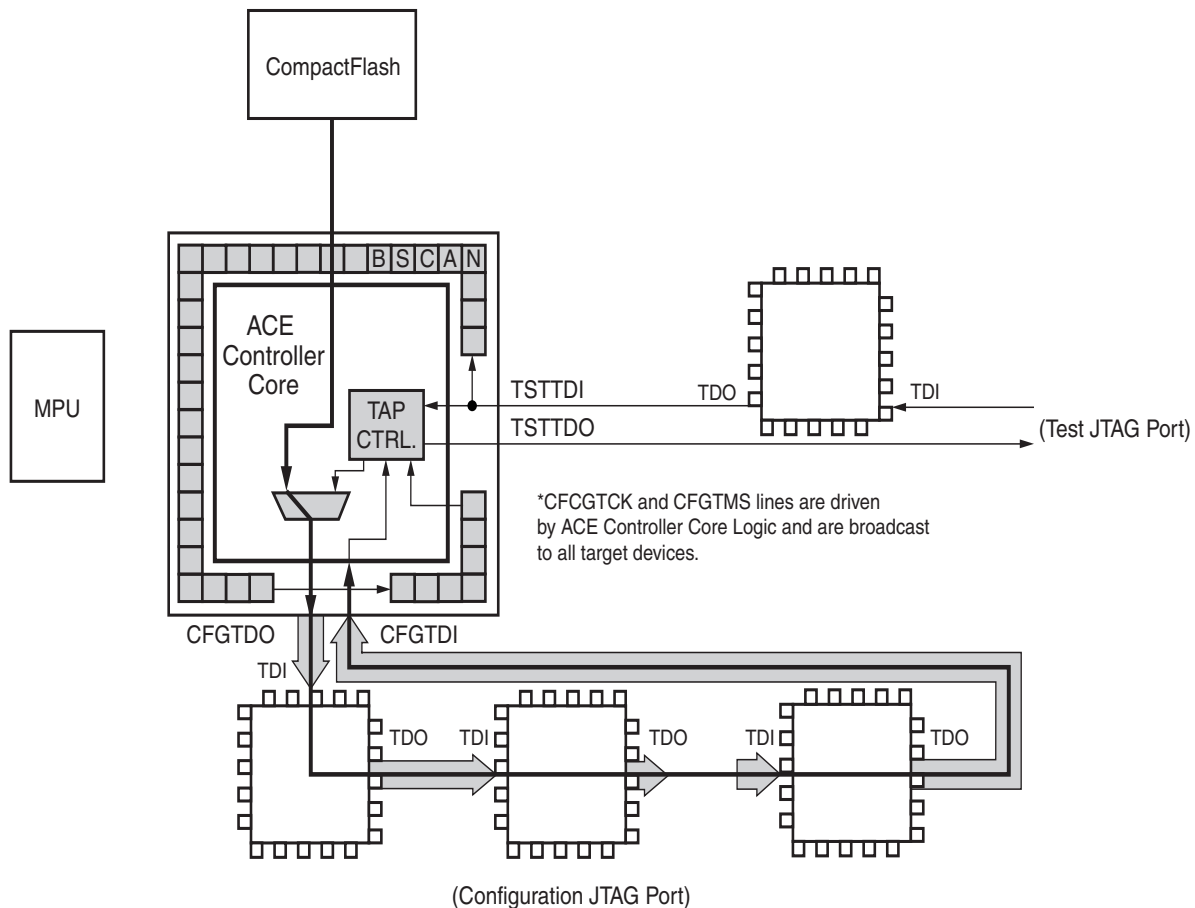 CompactFlash
B S C A N
ACE
Controller
Core
MPU
TAP
CTRL.
TSTTDI
TSTTDO
TDO
TDI
(Test JTAG Port)
*CFCGTCK and CFGTMS lines are driven
by ACE Controller Core Logic and are broadcast
to all target devices.
CFGTDO
CFGTDI
TDI
TDO
TDI
TDO
TDI
TDO
(Configuration JTAG Port)